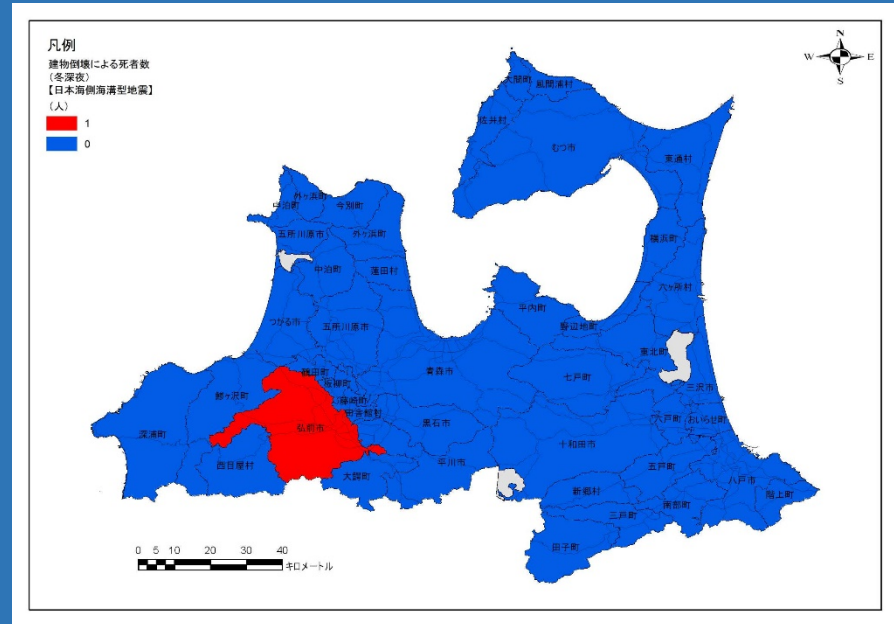 凡例
建物倒壊による死者数
(冬深夜)
【日本海側海溝型地震】
(人)
1
0
N
W E
S
大間町
風間浦村
佐井村
むつ市
東通村
外ヶ浜町
中泊町
今別町
五所川原市
外ヶ浜町
横浜町
中泊町
蓬田村
六ヶ所村
平内町
つがる市
五所川原市
野辺地町
東北町
青森市
鶴田町
板柳町
七戸町
三沢市
鰺ヶ沢町
藤崎町
田舎館村
六戸町
おいらせ町
弘前市
黒石市
深浦町
十和田市
西目屋村
平川市
五戸町
大鰐町
八戸市
新郷村
階上町
南部町
三戸町
田子町
0 5 10 20 30 40
キロメートル